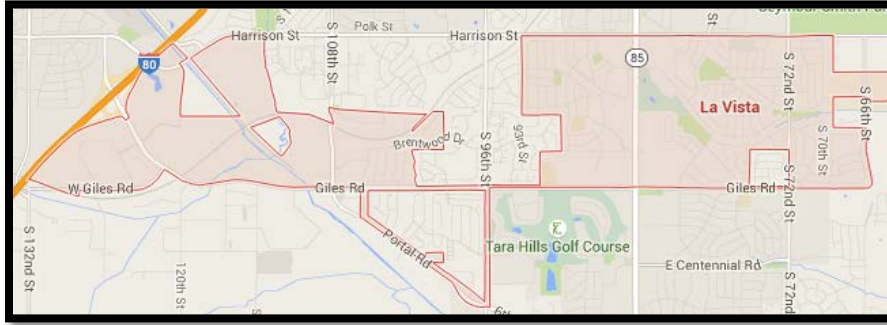 Harrison St
Polk St
Harrison St
St
80
S 108th St
85
La Vista
S 72nd St
S 66th St
Brentwood Dr
S 96th St
93rd St
S 70th St
W Giles Rd
Giles Rd
Giles Rd
S 72nd St
S 132nd St
120th St
Portal Rd
Tara Hills Golf Course
E Centennial Rd
S 72nd